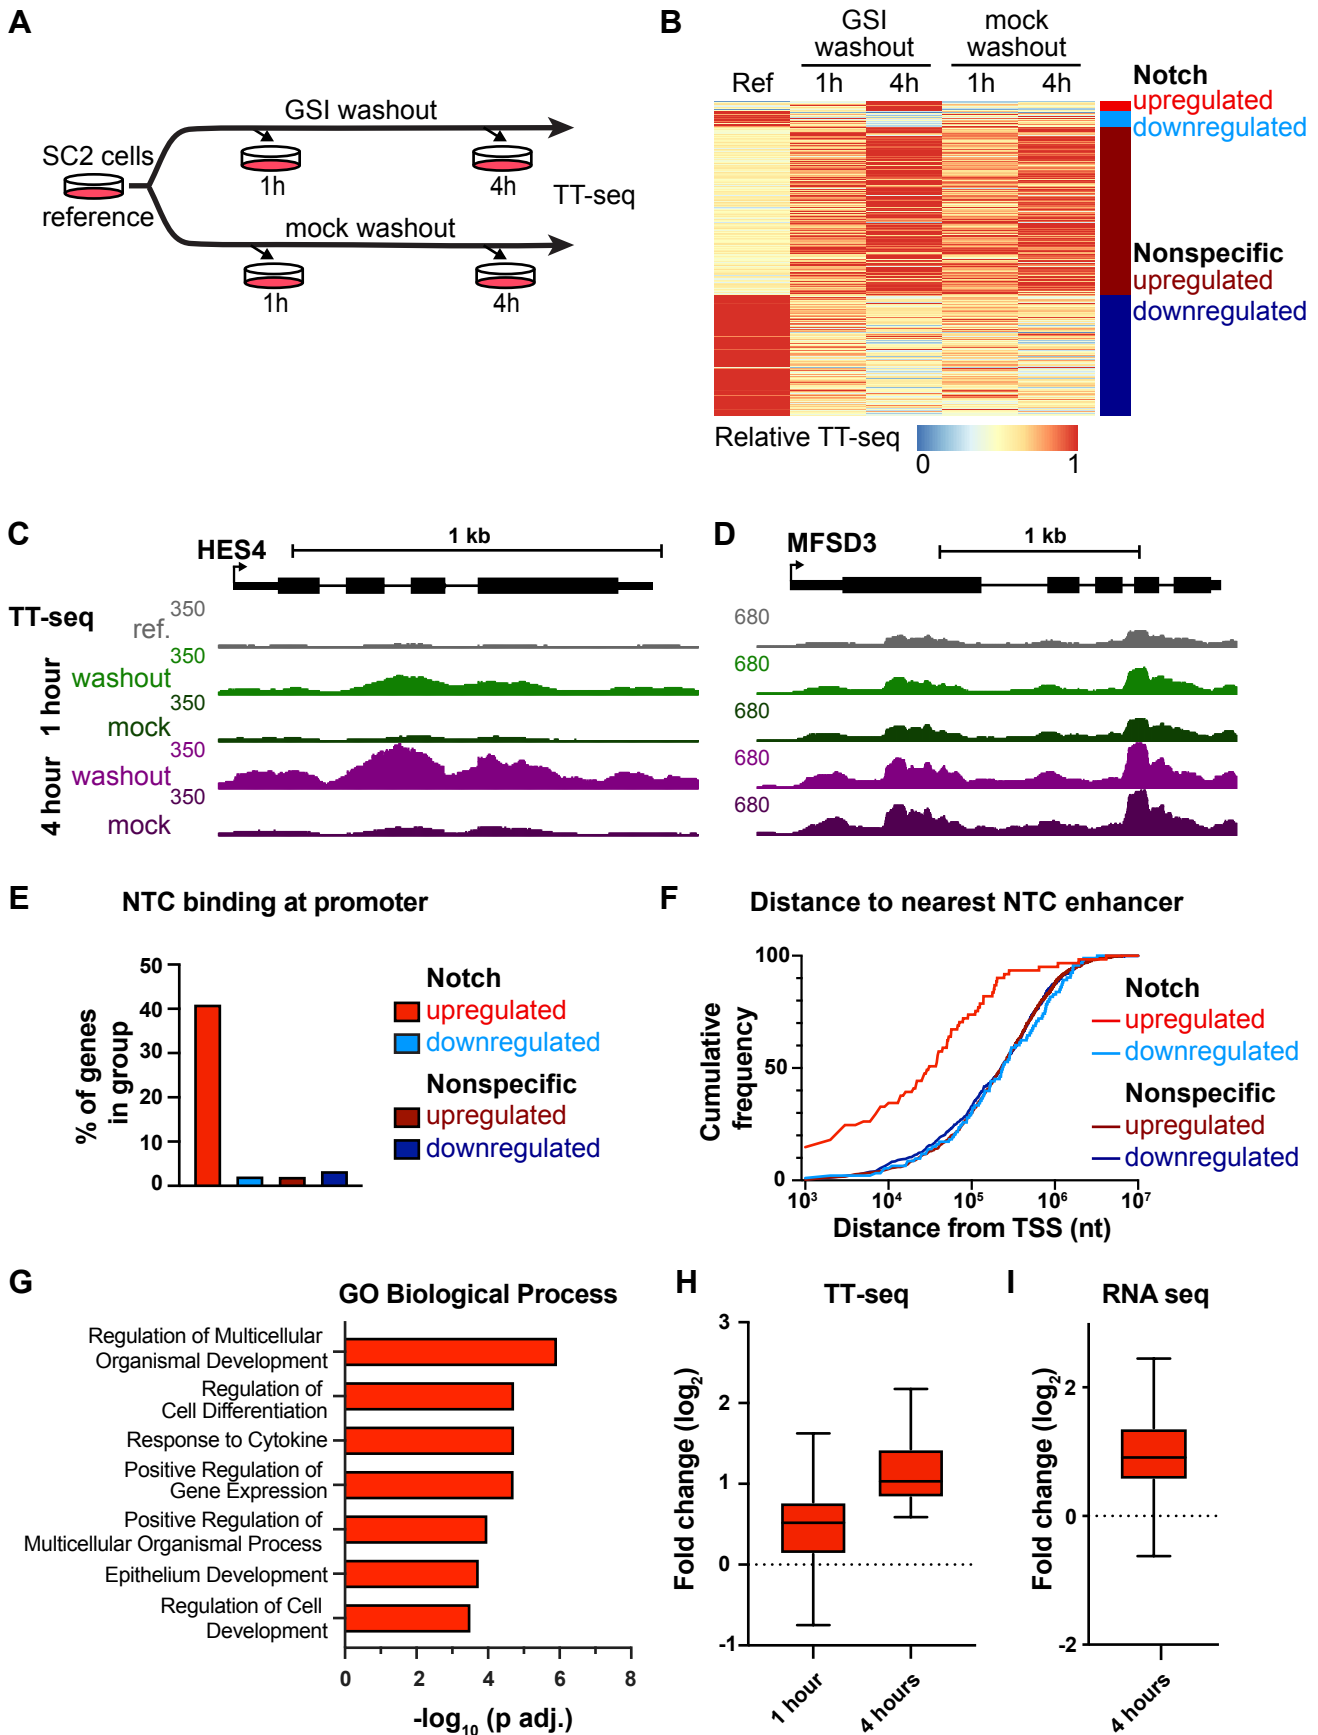 A
GSI washout
SC2 cells
reference
1h
4h
TT-seq
mock washout
1h
4h
B
GSI
washout
mock
washout
Ref
1h
4h
1h
4h
Notch
upregulated
downregulated
Nonspecific
upregulated
downregulated
Relative TT-seq
0
1
C
HES4
1 kb
TT-seq
350
ref.
1 hour
350
washout
350
mock
4 hour
350
washout
350
mock
D
MFSD3
1 kb
680
680
680
680
680
E
NTC binding at promoter
% of genes
in group
50
40
30
20
10
0
Notch
upregulated
downregulated
Nonspecific
upregulated
downregulated
F
Distance to nearest NTC enhancer
Cumulative
frequency
100
50
0
10³
10⁴
10⁵
10⁶
10⁷
Distance from TSS (nt)
Notch
upregulated
downregulated
Nonspecific
upregulated
downregulated
G
GO Biological Process
Regulation of Multicellular
Organismal Development
Regulation of
Cell Differentiation
Response to Cytokine
Positive Regulation of
Gene Expression
Positive Regulation of
Multicellular Organismal Process
Epithelium Development
Regulation of Cell
Development
0
2
4
6
8
-log₁₀ (p adj.)
H
TT-seq
Fold change (log₂)
3
2
1
0
-1
1 hour
4 hours
I
RNA seq
Fold change (log₂)
2
0
-2
4 hours